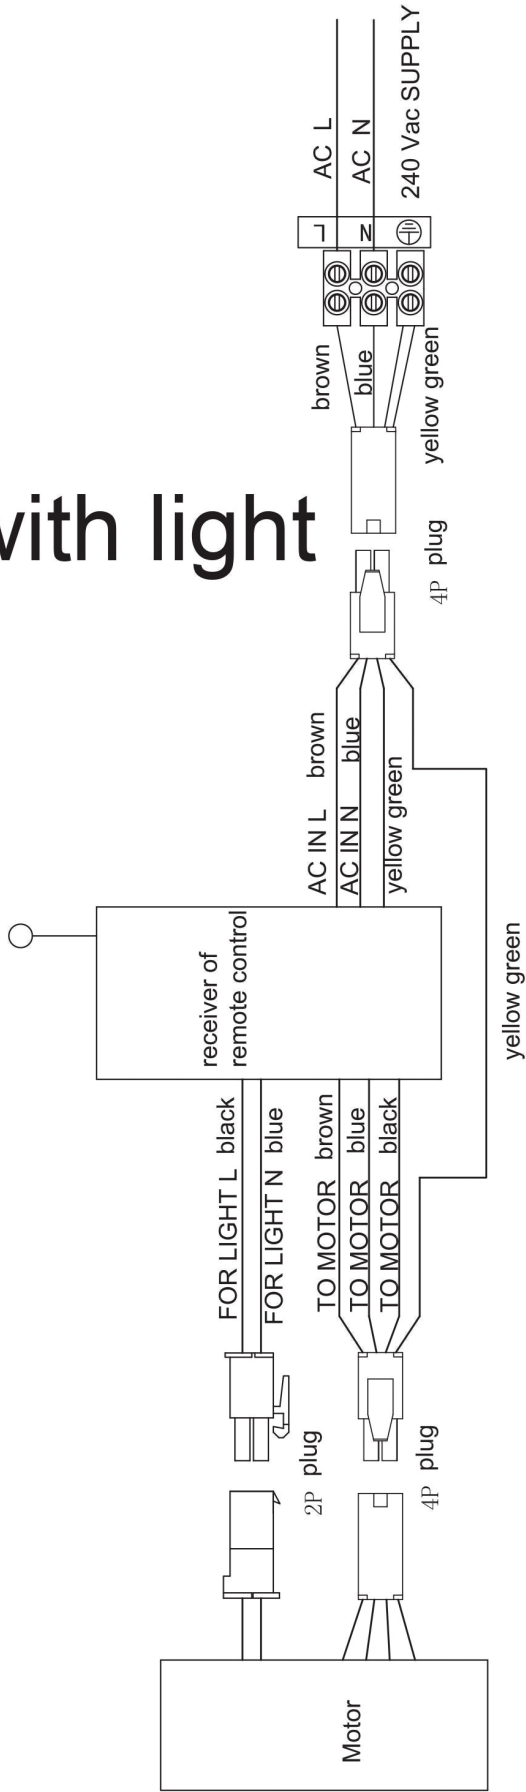 with light
AC L
AC N
240 Vac SUPPLY
L
N
brown
blue
yellow green
4P plug
AC IN L brown
AC IN N blue
yellow green
yellow green
receiver of
remote control
FOR LIGHT L black
FOR LIGHT N blue
TO MOTOR brown
TO MOTOR blue
TO MOTOR black
2P plug
4P plug
Motor